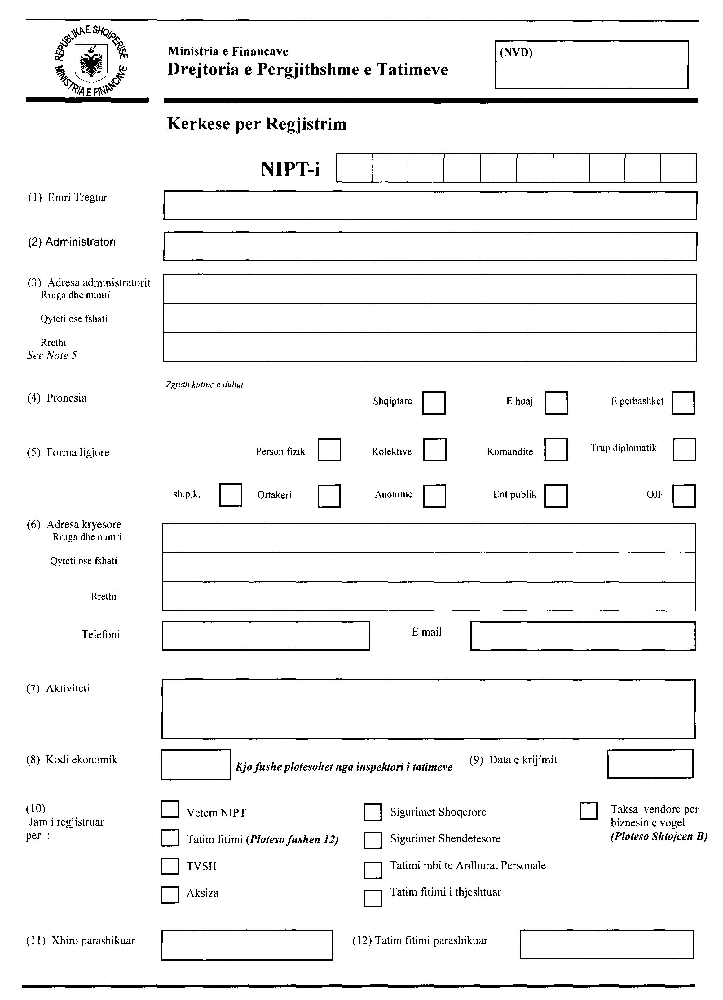 REPUBLIKA E SHQIPERISE
MINISTRIA E FINANCAVE
Ministria e Financave
Drejtoria e Pergjithshme e Tatimeve
(NVD)
Kerkese per Regjistrim
NIPT-i
(1) Emri Tregtar
(2) Administratori
(3) Adresa administratorit
Rruga dhe numri
Qyteti ose fshati
Rrethi
See Note 5
Zgjidh kutine e duhur
(4) Pronesia Shqiptare E huaj E perbashket
(5) Forma ligjore Person fizik Kolektive Komandite Trup diplomatik
sh.p.k. Ortakeri Anonime Ent publik OJF
(6) Adresa kryesore
Rruga dhe numri
Qyteti ose fshati
Rrethi
Telefoni E mail
(7) Aktiviteti
(8) Kodi ekonomik Kjo fushe plotesohet nga inspektori i tatimeve (9) Data e krijimit
(10)
Jam i regjistruar
per :
Vetem NIPT
Tatim fitimi (Ploteso fushen 12)
TVSH
Aksiza
Sigurimet Shoqerore
Sigurimet Shendetesore
Tatimi mbi te Ardhurat Personale
Tatim fitimi i thjeshtuar
Taksa vendore per
biznesin e vogel
(Ploteso Shtojcen B)
(11) Xhiro parashikuar (12) Tatim fitimi parashikuar